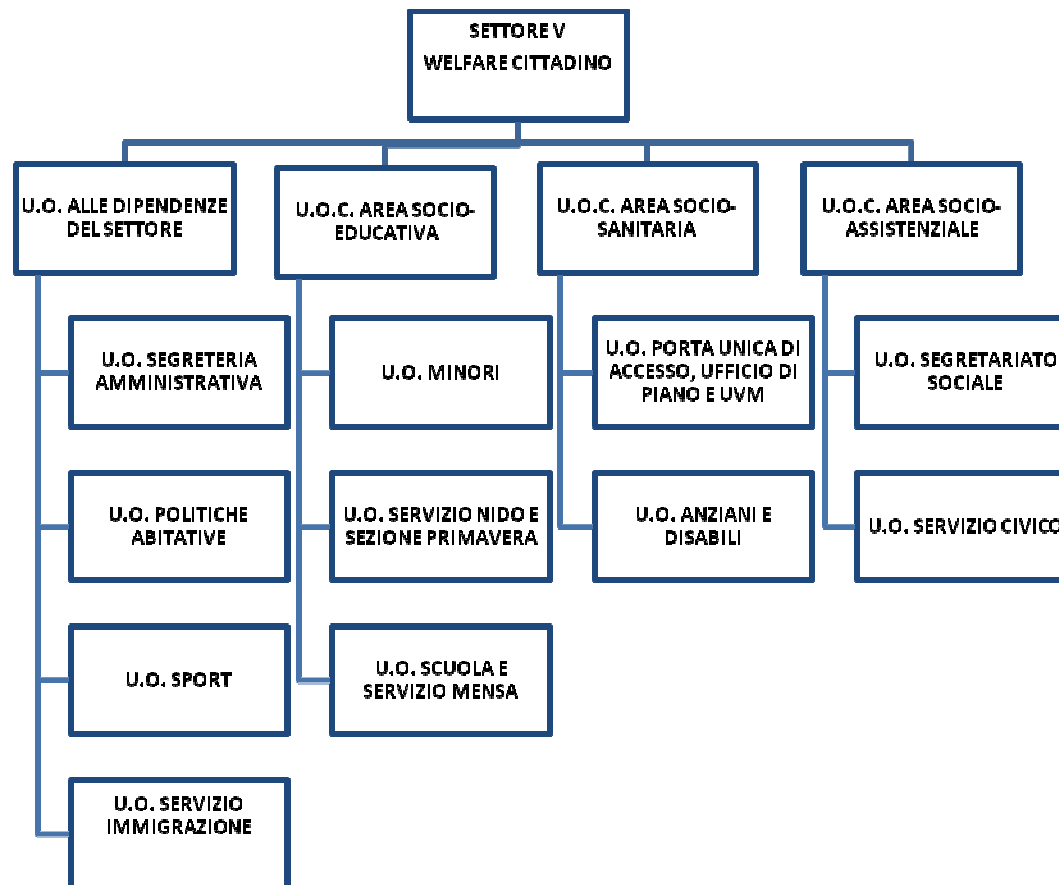 SETTORE V
WELFARE CITTADINO
U.O. ALLE DIPENDENZE
DEL SETTORE
U.O.C. AREA SOCIO-
EDUCATIVA
U.O.C. AREA SOCIO-
SANITARIA
U.O.C. AREA SOCIO-
ASSISTENZIALE
U.O. SEGRETERIA
AMMINISTRATIVA
U.O. MINORI
U.O. PORTA UNICA DI
ACCESSO, UFFICIO DI
PIANO E UVM
U.O. SEGRETARIATO
SOCIALE
U.O. POLITICHE
ABITATIVE
U.O. SERVIZIO NIDO E
SEZIONE PRIMAVERA
U.O. ANZIANI E
DISABILI
U.O. SERVIZIO CIVICO
U.O. SPORT
U.O. SCUOLA E
SERVIZIO MENSA
U.O. SERVIZIO
IMMIGRAZIONE